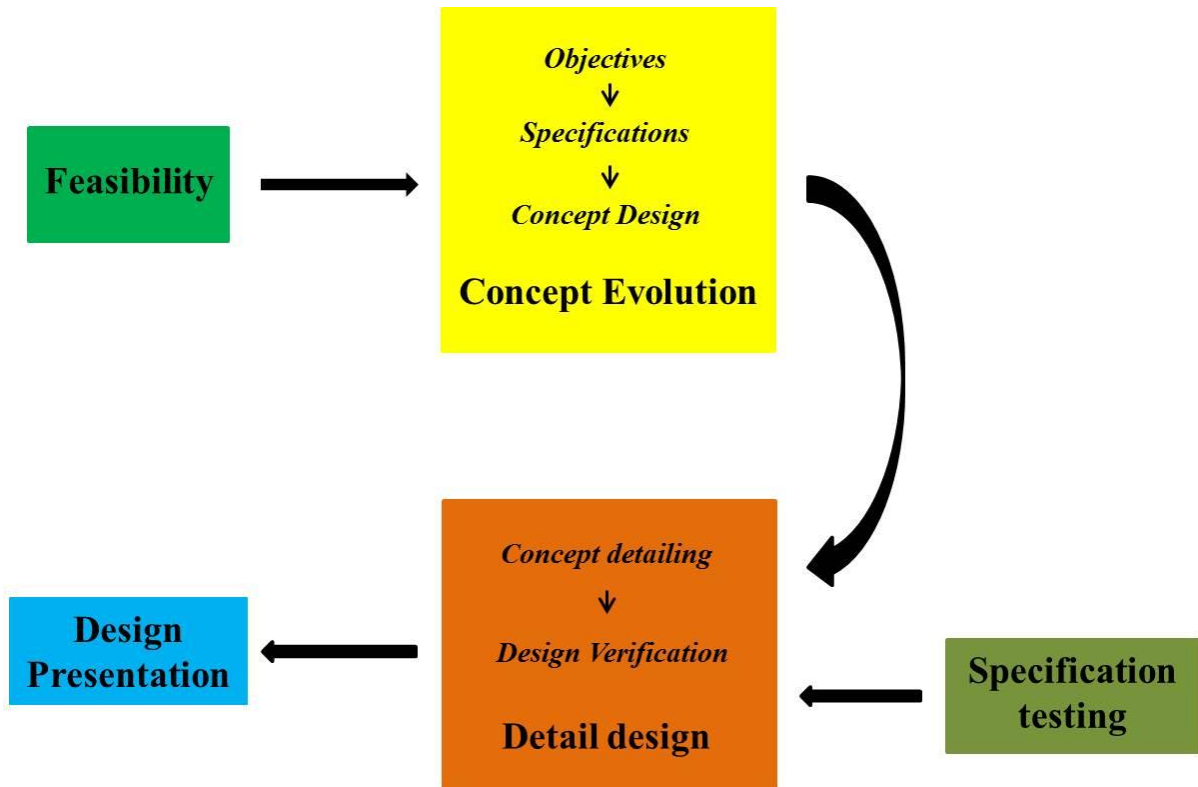 Feasibility
Objectives
Specifications
Concept Design
Concept Evolution
Concept detailing
Design Verification
Detail design
Design
Presentation
Specification
testing